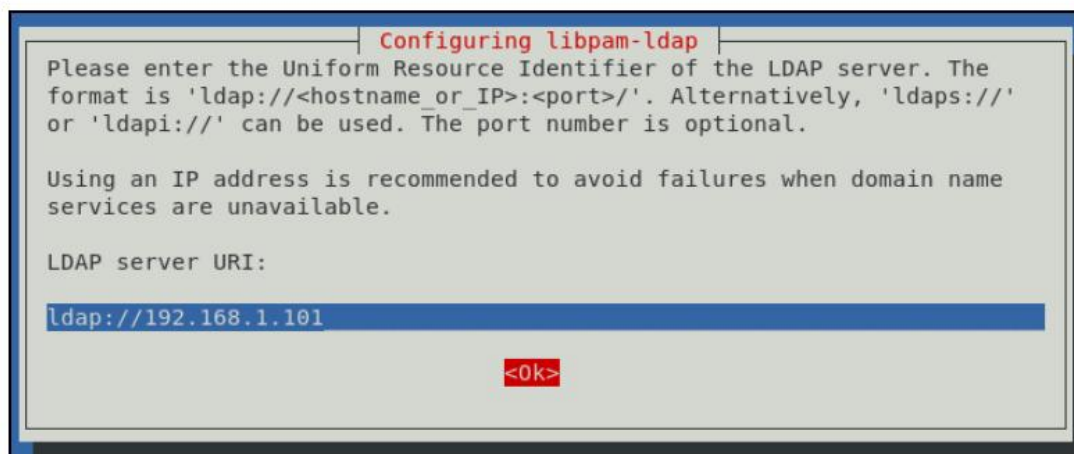 Configuring libpam-ldap
Please enter the Uniform Resource Identifier of the LDAP server. The
format is 'ldap://<hostname_or_IP>:<port>/'. Alternatively, 'ldaps://'
or 'ldapi://' can be used. The port number is optional.
Using an IP address is recommended to avoid failures when domain name
services are unavailable.
LDAP server URI:
ldap://192.168.1.101
<Ok>